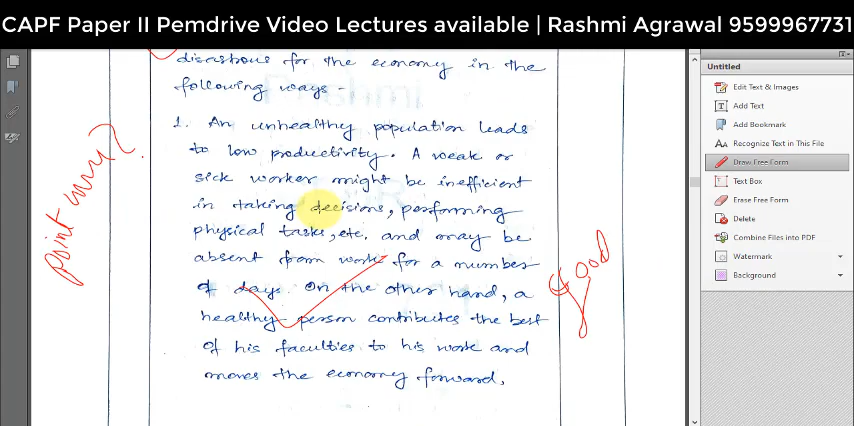 CAPF Paper II Pemdrive Video Lectures available | Rashmi Agrawal 9599967731
disastrous for the economy in the
following ways -
1. An unhealthy population leads
to low productivity. A weak or
sick worker might be inefficient
in taking decisions, performing
physical tasks, etc. and may be
absent from work for a number
of days. On the other hand, a
healthy person contributes the best
of his faculties to his work and
moves the economy forward.
Point
Good
Untitled
Edit Text & Images
Add Text
Add Bookmark
Recognize Text in This File
Draw Free Form
Text Box
Erase Free Form
Delete
Combine Files into PDF
Watermark
Background